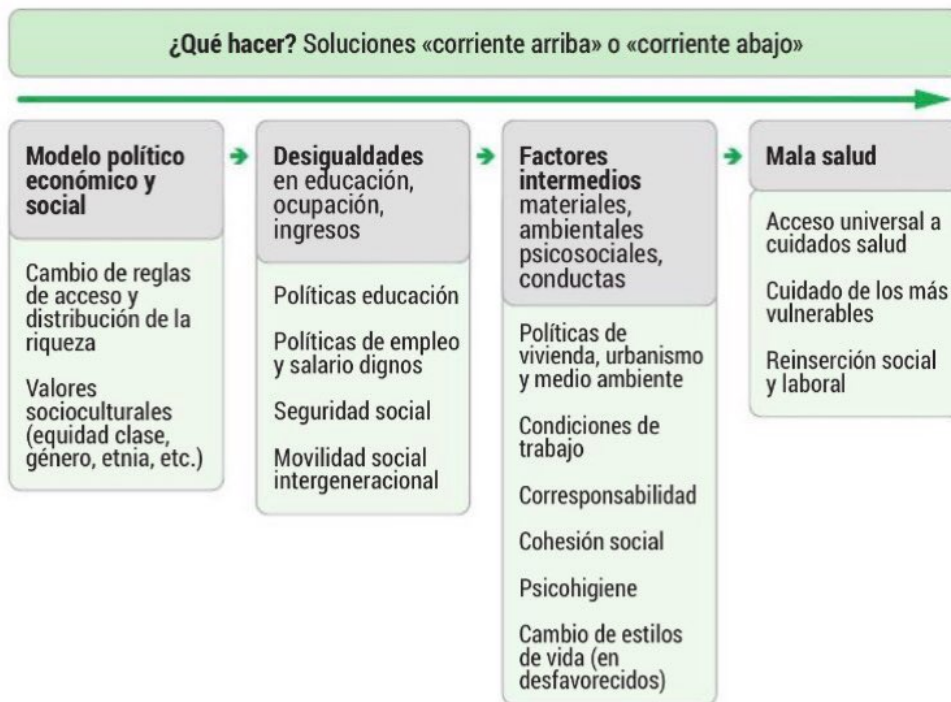 ¿Qué hacer? Soluciones «corriente arriba» o «corriente abajo»
Modelo político
económico y
social
Cambio de reglas
de acceso y
distribución de la
riqueza
Valores
socioculturales
(equidad clase,
género, etnia, etc.)
Desigualdades
en educación,
ocupación,
ingresos
Políticas educación
Políticas de empleo
y salario dignos
Seguridad social
Movilidad social
intergeneracional
Factores
intermedios
materiales,
ambientales
psicosociales,
conductas
Políticas de
vivienda, urbanismo
y medio ambiente
Condiciones de
trabajo
Corresponsabilidad
Cohesión social
Psicohigiene
Cambio de estilos
de vida (en
desfavorecidos)
Mala salud
Acceso universal a
cuidados salud
Cuidado de los más
vulnerables
Reinserción social
y laboral